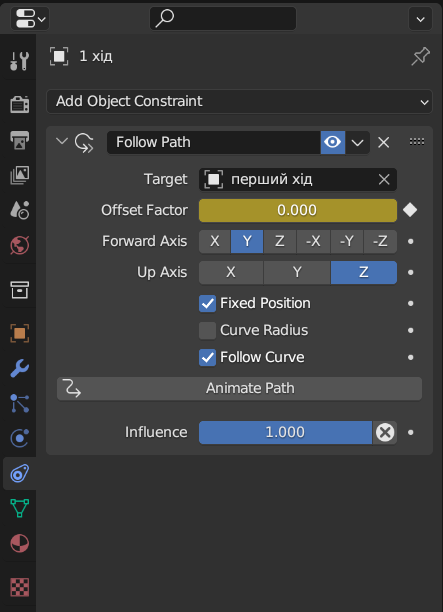 1 хід
Add Object Constraint
Follow Path
Target перший хід
Offset Factor 0.000
Forward Axis X Y Z -X -Y -Z
Up Axis X Y Z
Fixed Position
Curve Radius
Follow Curve
Animate Path
Influence 1.000